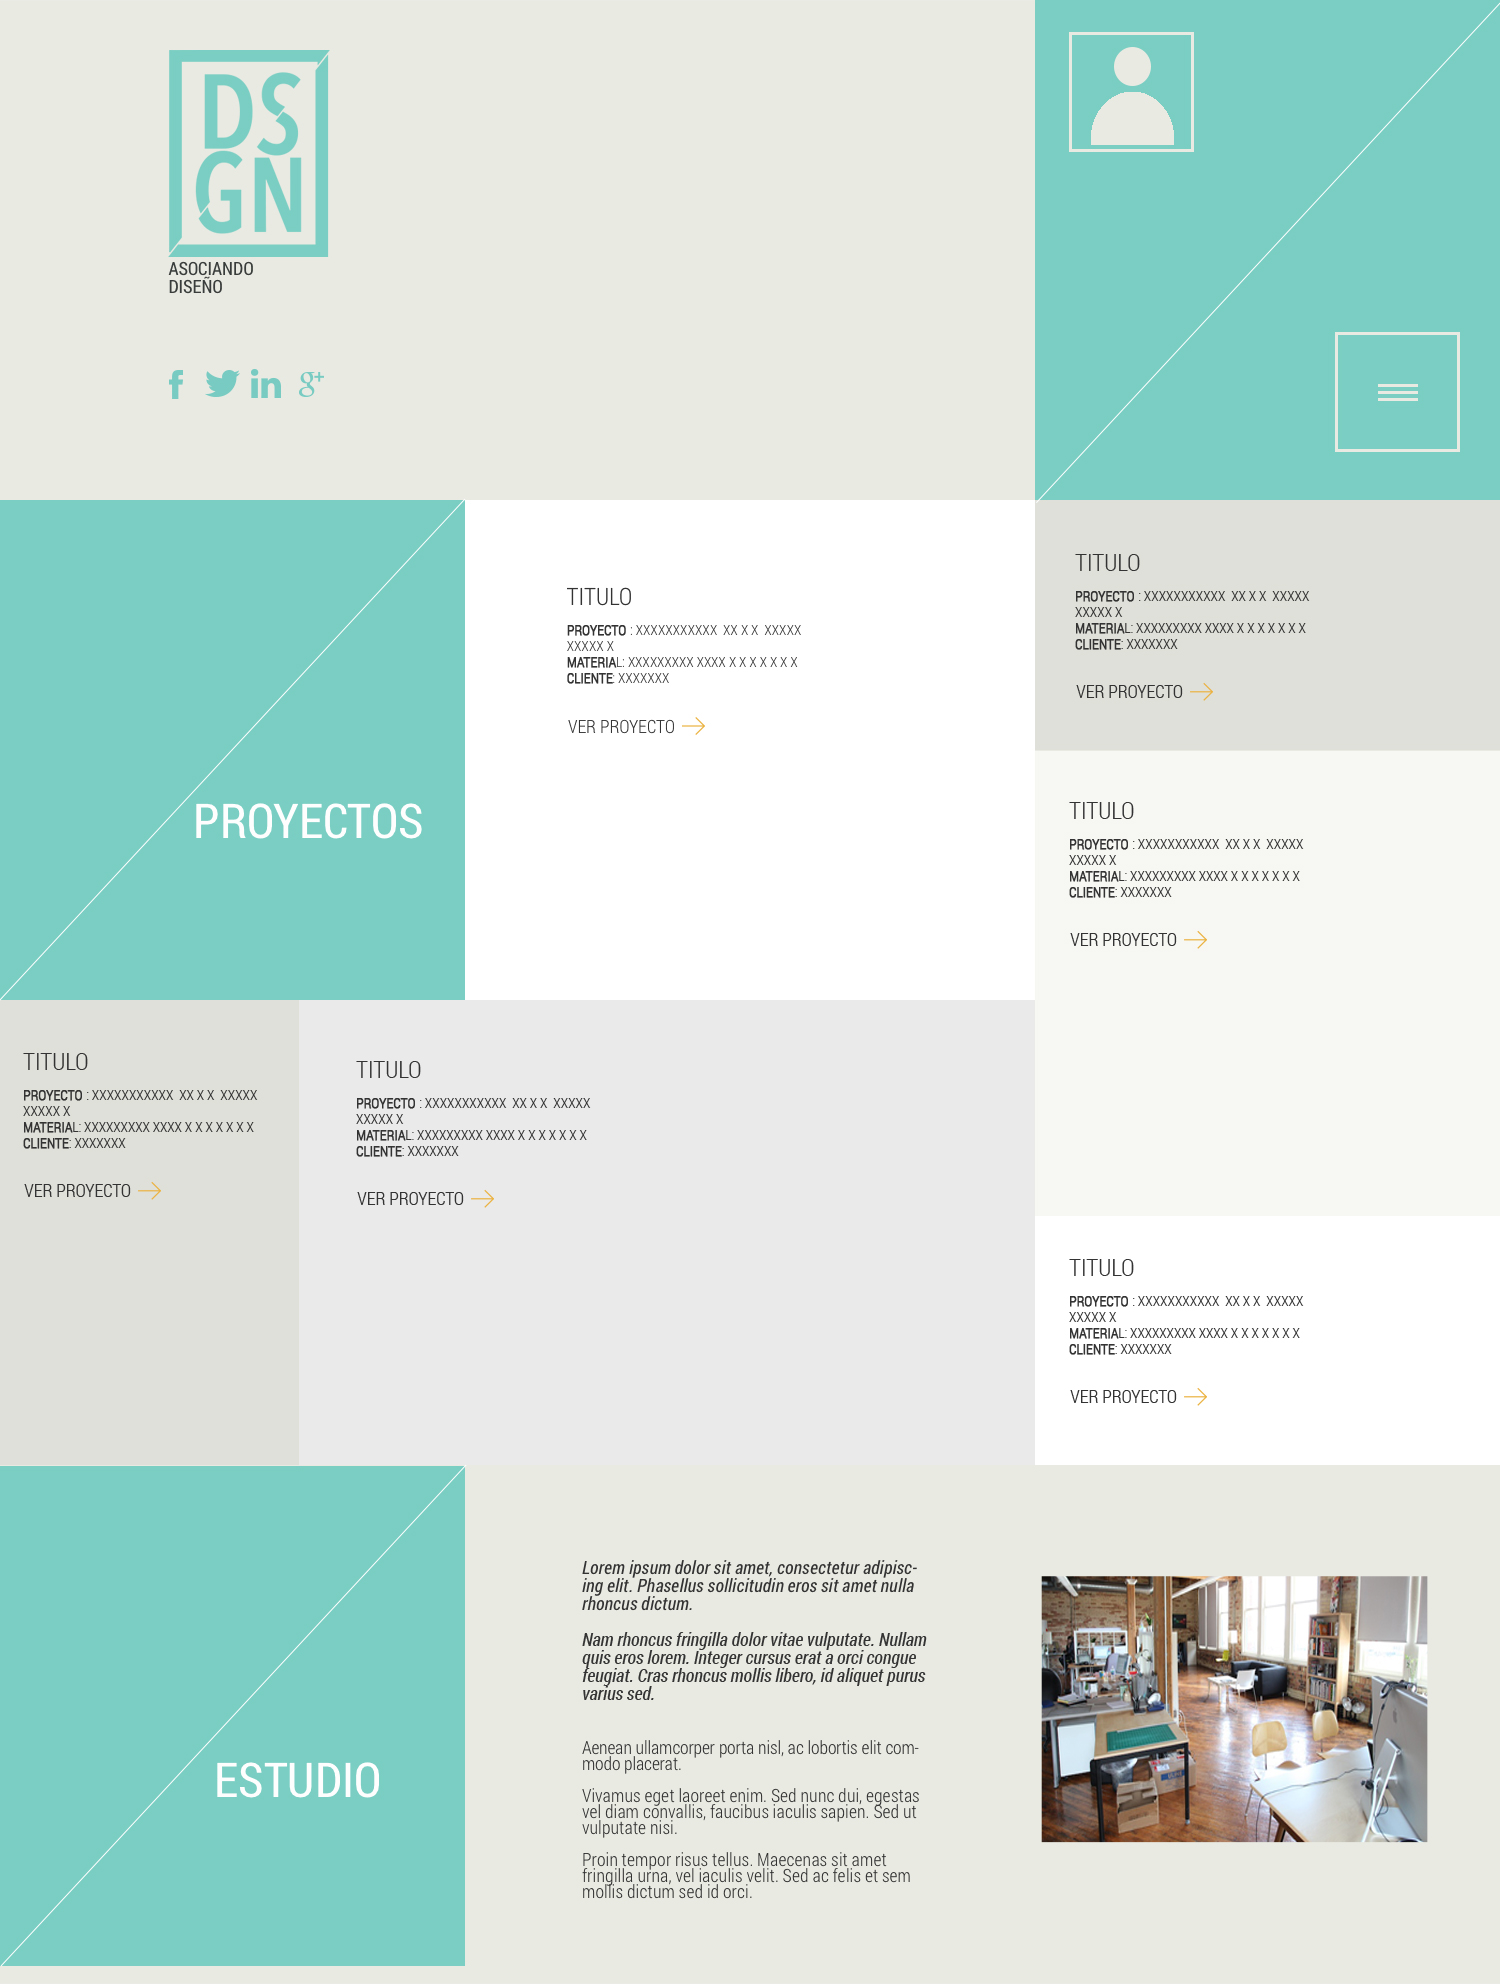 DS
GN
ASOCIANDO
DISEÑO
f in g+
PROYECTOS
TITULO
PROYECTO : XXXXXXXXXXX XX X X XXXXX
XXXXX X
MATERIAL: XXXXXXXXX XXXX X X X X X X X
CLIENTE: XXXXXXX
VER PROYECTO
TITULO
PROYECTO : XXXXXXXXXXX XX X X XXXXX
XXXXX X
MATERIAL: XXXXXXXXX XXXX X X X X X X X
CLIENTE: XXXXXXX
VER PROYECTO
TITULO
PROYECTO : XXXXXXXXXXX XX X X XXXXX
XXXXX X
MATERIAL: XXXXXXXXX XXXX X X X X X X X
CLIENTE: XXXXXXX
VER PROYECTO
TITULO
PROYECTO : XXXXXXXXXXX XX X X XXXXX
XXXXX X
MATERIAL: XXXXXXXXX XXXX X X X X X X X
CLIENTE: XXXXXXX
VER PROYECTO
TITULO
PROYECTO : XXXXXXXXXXX XX X X XXXXX
XXXXX X
MATERIAL: XXXXXXXXX XXXX X X X X X X X
CLIENTE: XXXXXXX
VER PROYECTO
TITULO
PROYECTO : XXXXXXXXXXX XX X X XXXXX
XXXXX X
MATERIAL: XXXXXXXXX XXXX X X X X X X X
CLIENTE: XXXXXXX
VER PROYECTO
ESTUDIO
Lorem ipsum dolor sit amet, consectetur adipisc-
ing elit. Phasellus sollicitudin eros sit amet nulla
rhoncus dictum.
Nam rhoncus fringilla dolor vitae vulputate. Nullam
quis eros lorem. Integer cursus erat a orci congue
feugiat. Cras rhoncus mollis libero, id aliquet purus
varius sed.
Aenean ullamcorper porta nisl, ac lobortis elit com-
modo placerat.
Vivamus eget laoreet enim. Sed nunc dui, egestas
vel diam convallis, faucibus iaculis sapien. Sed ut
vulputate nisi.
Proin tempor risus tellus. Maecenas sit amet
fringilla urna, vel iaculis velit. Sed ac felis et sem
mollis dictum sed id orci.